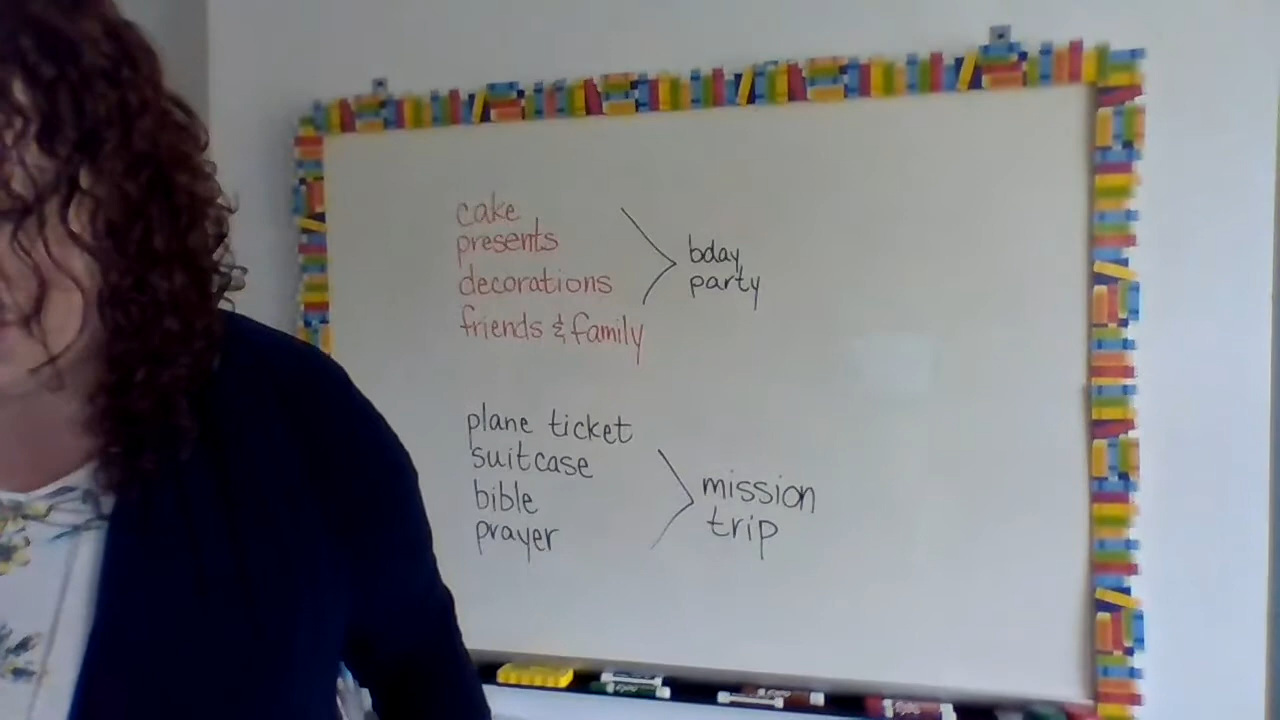 cake
presents
decorations
friends & family
bday
party
plane ticket
suitcase
bible
prayer
mission
trip